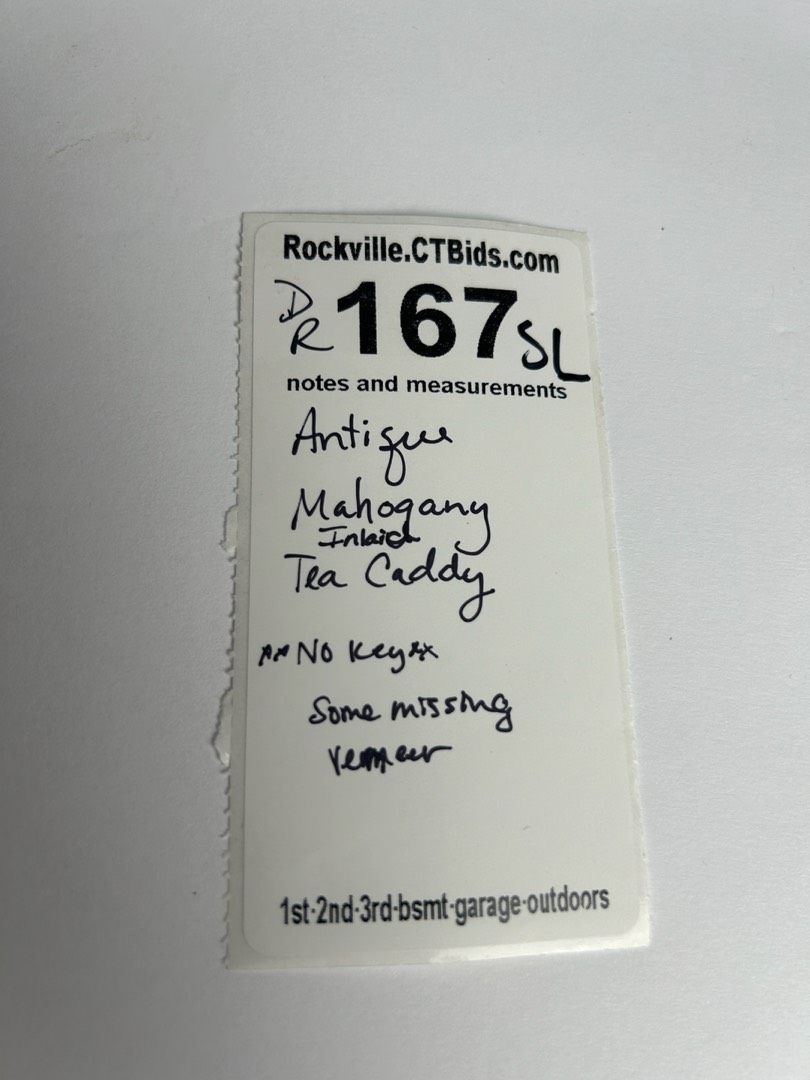 Rockville.CTBids.com
DR 167 SL
notes and measurements
Antique
Mahogany
Inlaid
Tea Caddy
** No Key **
Some missing
veneer
1st·2nd·3rd·bsmt·garage·outdoors